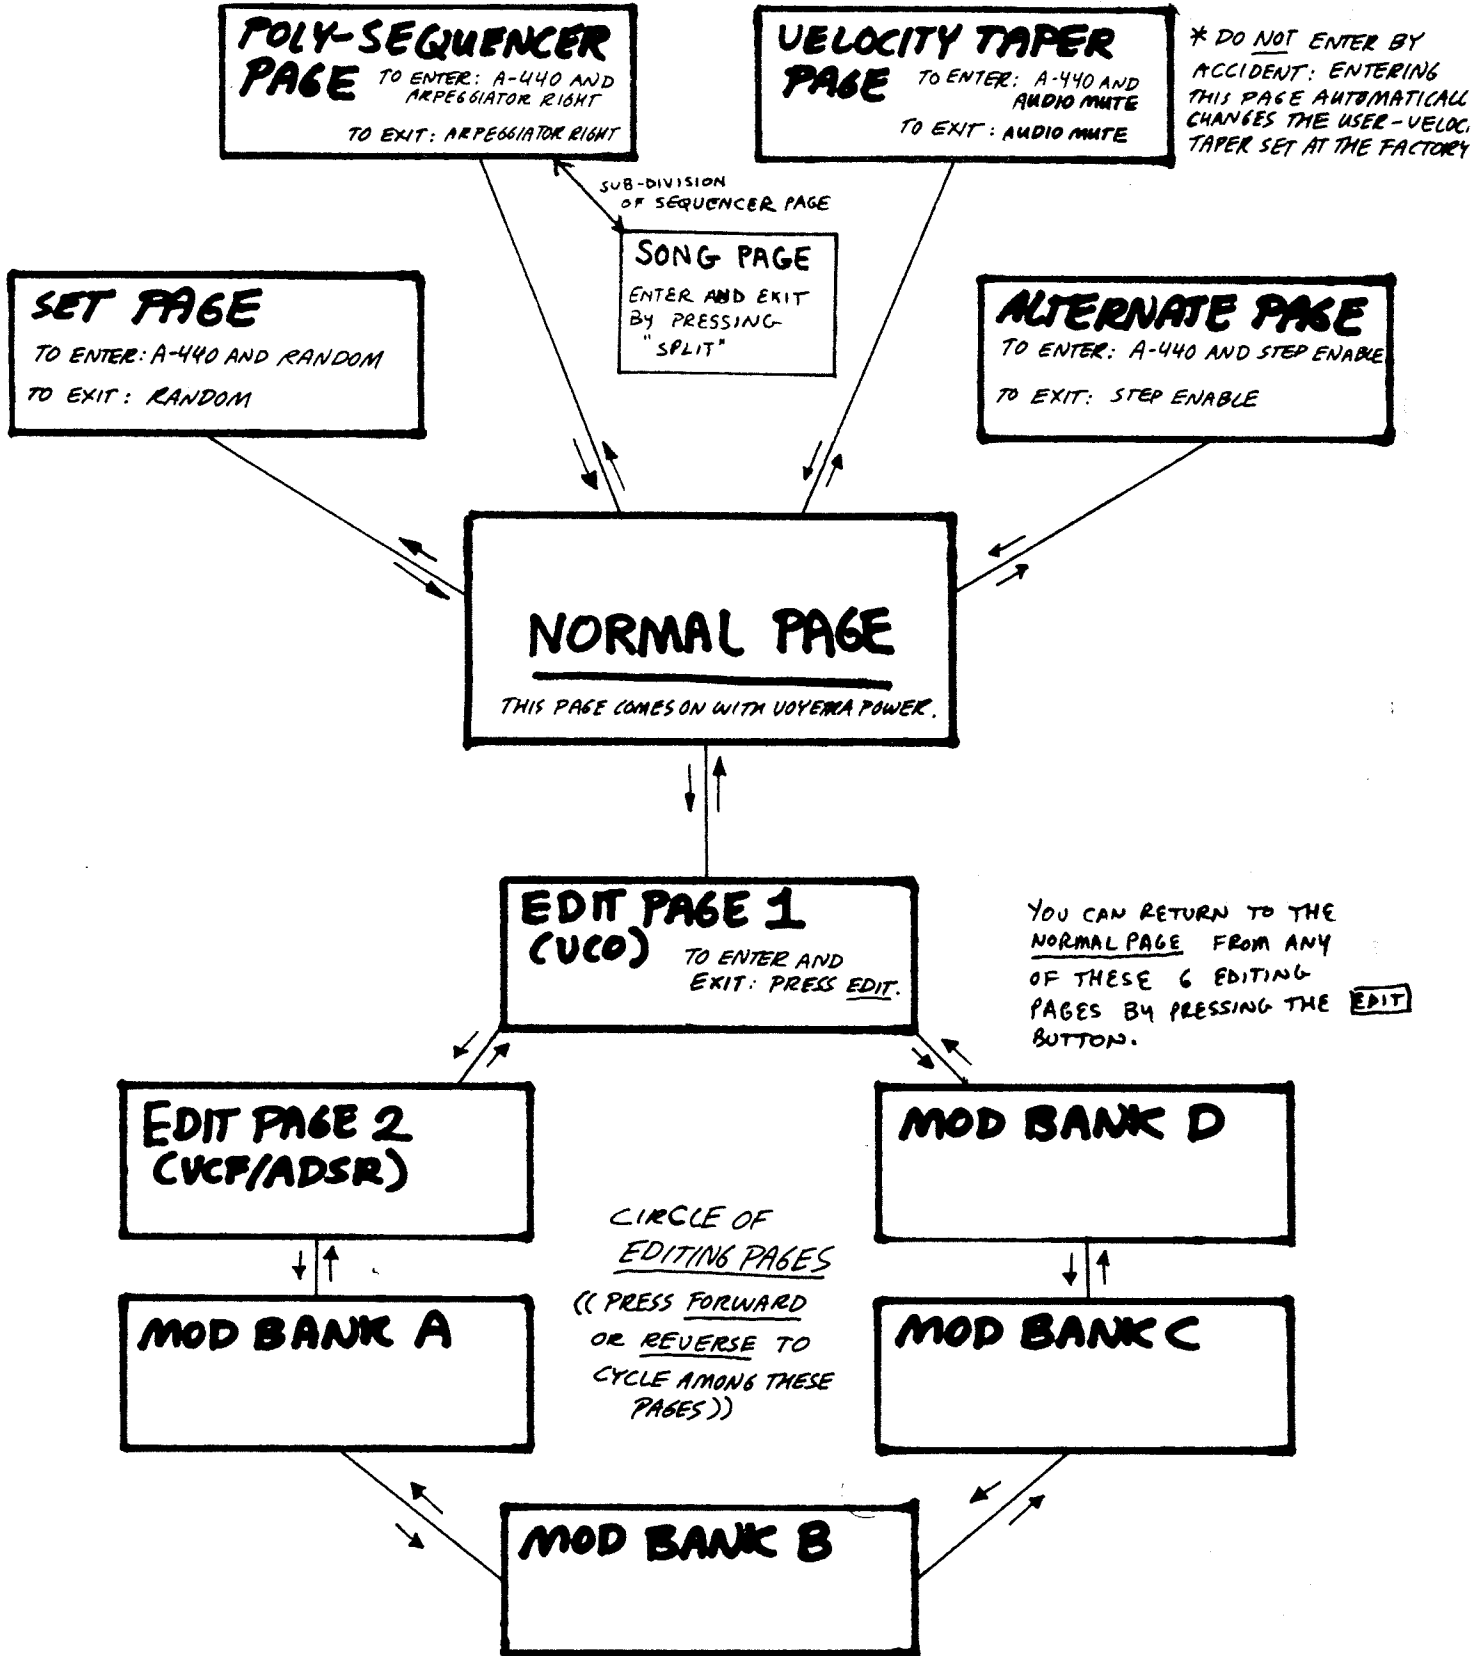 POLY-SEQUENCER
PAGE TO ENTER: A-440 AND
ARPEGGIATOR RIGHT
TO EXIT: ARPEGGIATOR RIGHT
VELOCITY TAPER
PAGE TO ENTER: A-440 AND
AUDIO MUTE
TO EXIT: AUDIO MUTE
* DO NOT ENTER BY
ACCIDENT: ENTERING
THIS PAGE AUTOMATICALL
CHANGES THE USER-VELOC
TAPER SET AT THE FACTORY
SUB-DIVISION
OF SEQUENCER PAGE
SONG PAGE
ENTER AND EXIT
BY PRESSING
"SPLIT"
SET PAGE
TO ENTER: A-440 AND RANDOM
TO EXIT: RANDOM
ALTERNATE PAGE
TO ENTER: A-440 AND STEP ENABLE
TO EXIT: STEP ENABLE
NORMAL PAGE
THIS PAGE COMES ON WITH VOYETRA POWER.
EDIT PAGE 1
(VCO) TO ENTER AND
EXIT: PRESS EDIT.
YOU CAN RETURN TO THE
NORMAL PAGE FROM ANY
OF THESE 6 EDITING
PAGES BY PRESSING THE EDIT
BUTTON.
EDIT PAGE 2
(VCF/ADSR)
MOD BANK D
CIRCLE OF
EDITING PAGES
((PRESS FORWARD
OR REVERSE TO
CYCLE AMONG THESE
PAGES))
MOD BANK A
MOD BANK C
MOD BANK B